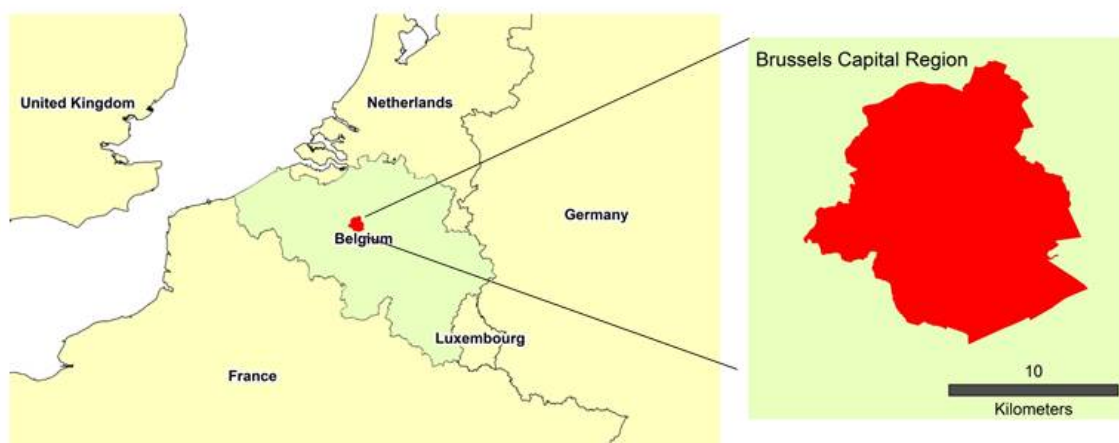 United Kingdom
Netherlands
Germany
Belgium
Luxembourg
France
Brussels Capital Region
10
Kilometers